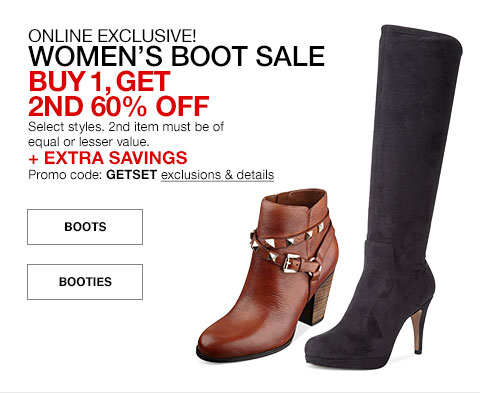 ONLINE EXCLUSIVE!
WOMEN'S BOOT SALE
BUY 1, GET
2ND 60% OFF
Select styles. 2nd item must be of
equal or lesser value.
+ EXTRA SAVINGS
Promo code: GETSET exclusions & details
BOOTS
BOOTIES